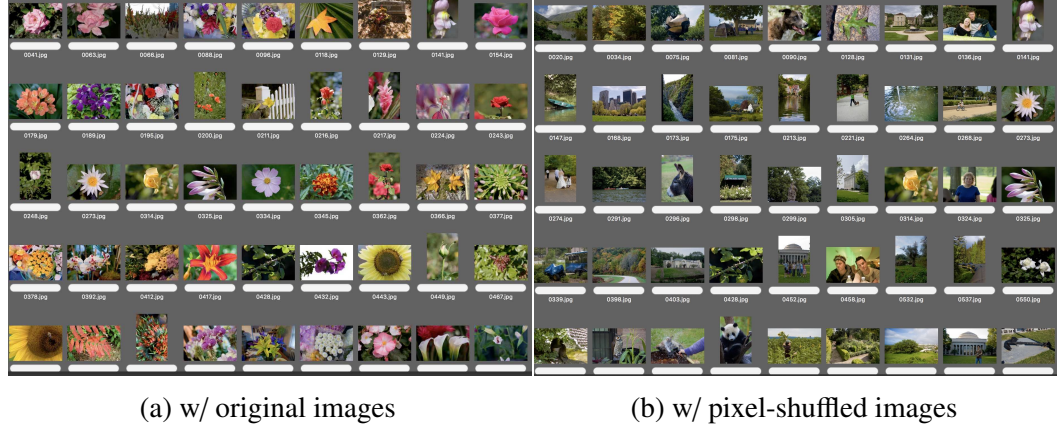 0041.jpg 0063.jpg 0066.jpg 0088.jpg 0096.jpg 0118.jpg 0129.jpg 0141.jpg 0154.jpg
0179.jpg 0189.jpg 0195.jpg 0200.jpg 0211.jpg 0216.jpg 0217.jpg 0224.jpg 0243.jpg
0248.jpg 0273.jpg 0314.jpg 0325.jpg 0334.jpg 0345.jpg 0362.jpg 0366.jpg 0377.jpg
0378.jpg 0392.jpg 0412.jpg 0417.jpg 0428.jpg 0432.jpg 0443.jpg 0449.jpg 0467.jpg
(a) w/ original images
0020.jpg 0034.jpg 0075.jpg 0081.jpg 0090.jpg 0128.jpg 0131.jpg 0136.jpg 0141.jpg
0147.jpg 0168.jpg 0173.jpg 0175.jpg 0213.jpg 0221.jpg 0264.jpg 0268.jpg 0273.jpg
0274.jpg 0291.jpg 0296.jpg 0298.jpg 0299.jpg 0305.jpg 0314.jpg 0324.jpg 0325.jpg
0339.jpg 0398.jpg 0403.jpg 0428.jpg 0452.jpg 0458.jpg 0532.jpg 0537.jpg 0550.jpg
(b) w/ pixel-shuffled images